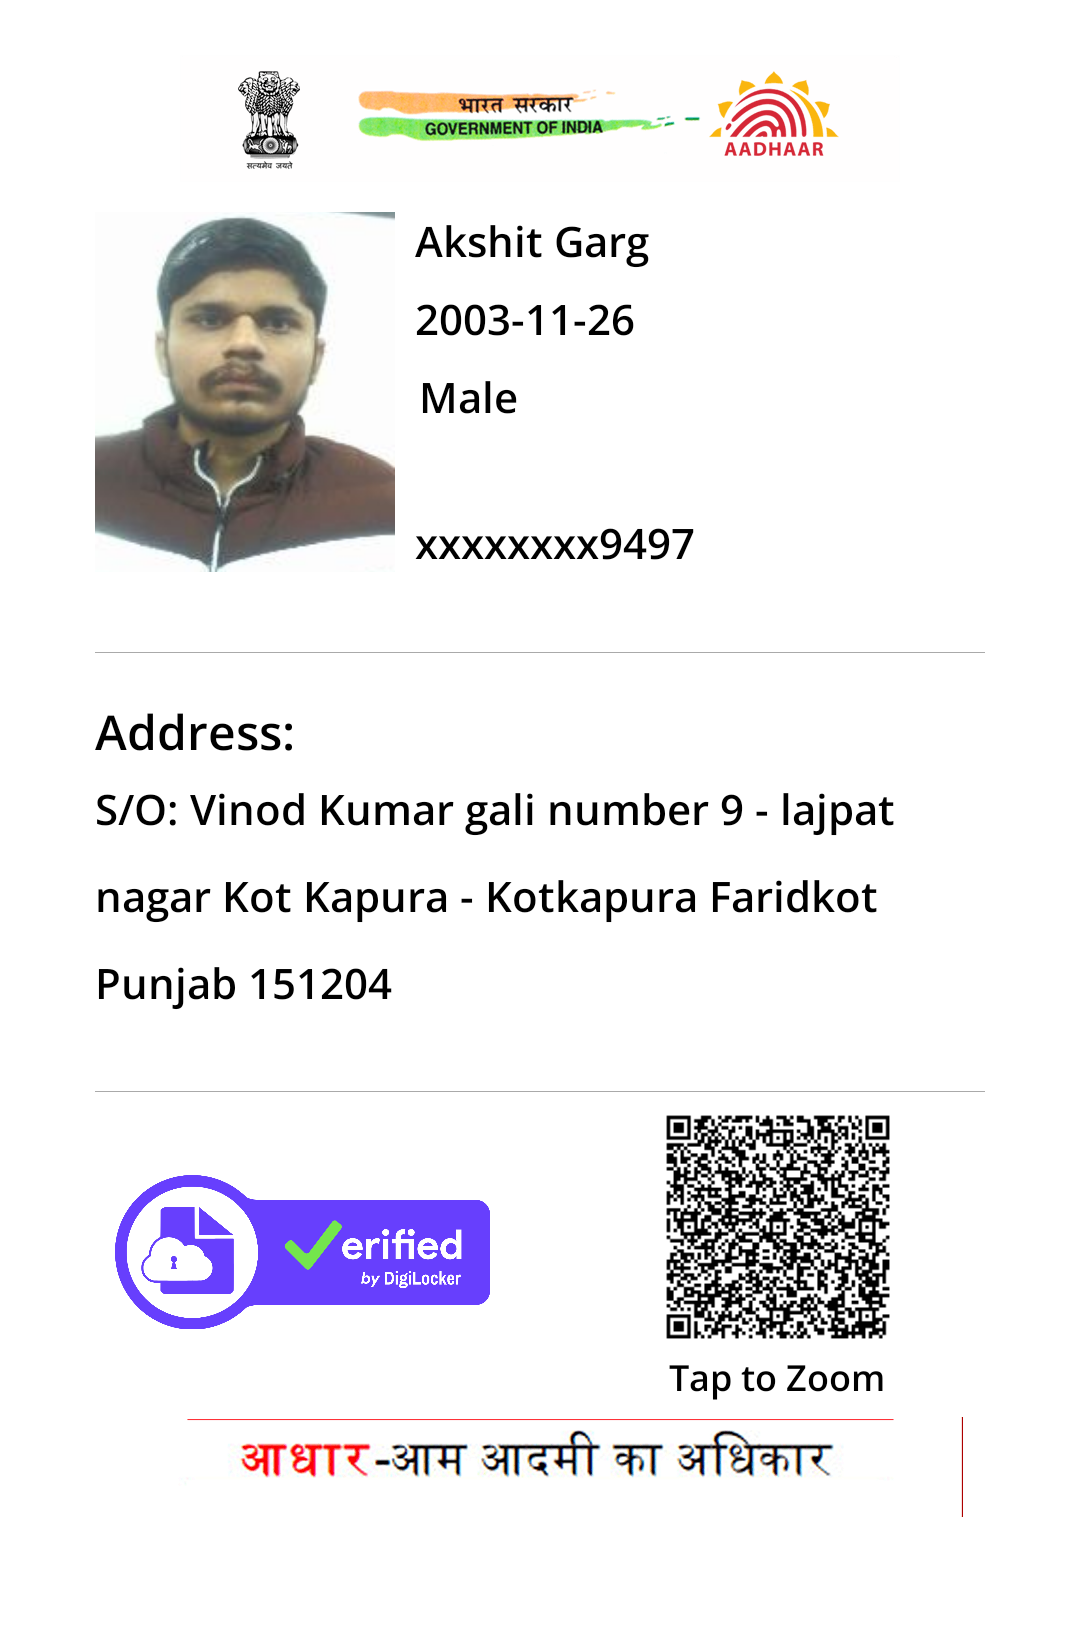 सत्यमेव जयते
भारत सरकार
GOVERNMENT OF INDIA
AADHAAR
Akshit Garg
2003-11-26
Male
xxxxxxxx9497
Address:
S/O: Vinod Kumar gali number 9 - lajpat
nagar Kot Kapura - Kotkapura Faridkot
Punjab 151204
erified
by DigiLocker
Tap to Zoom
आधार-आम आदमी का अधिकार